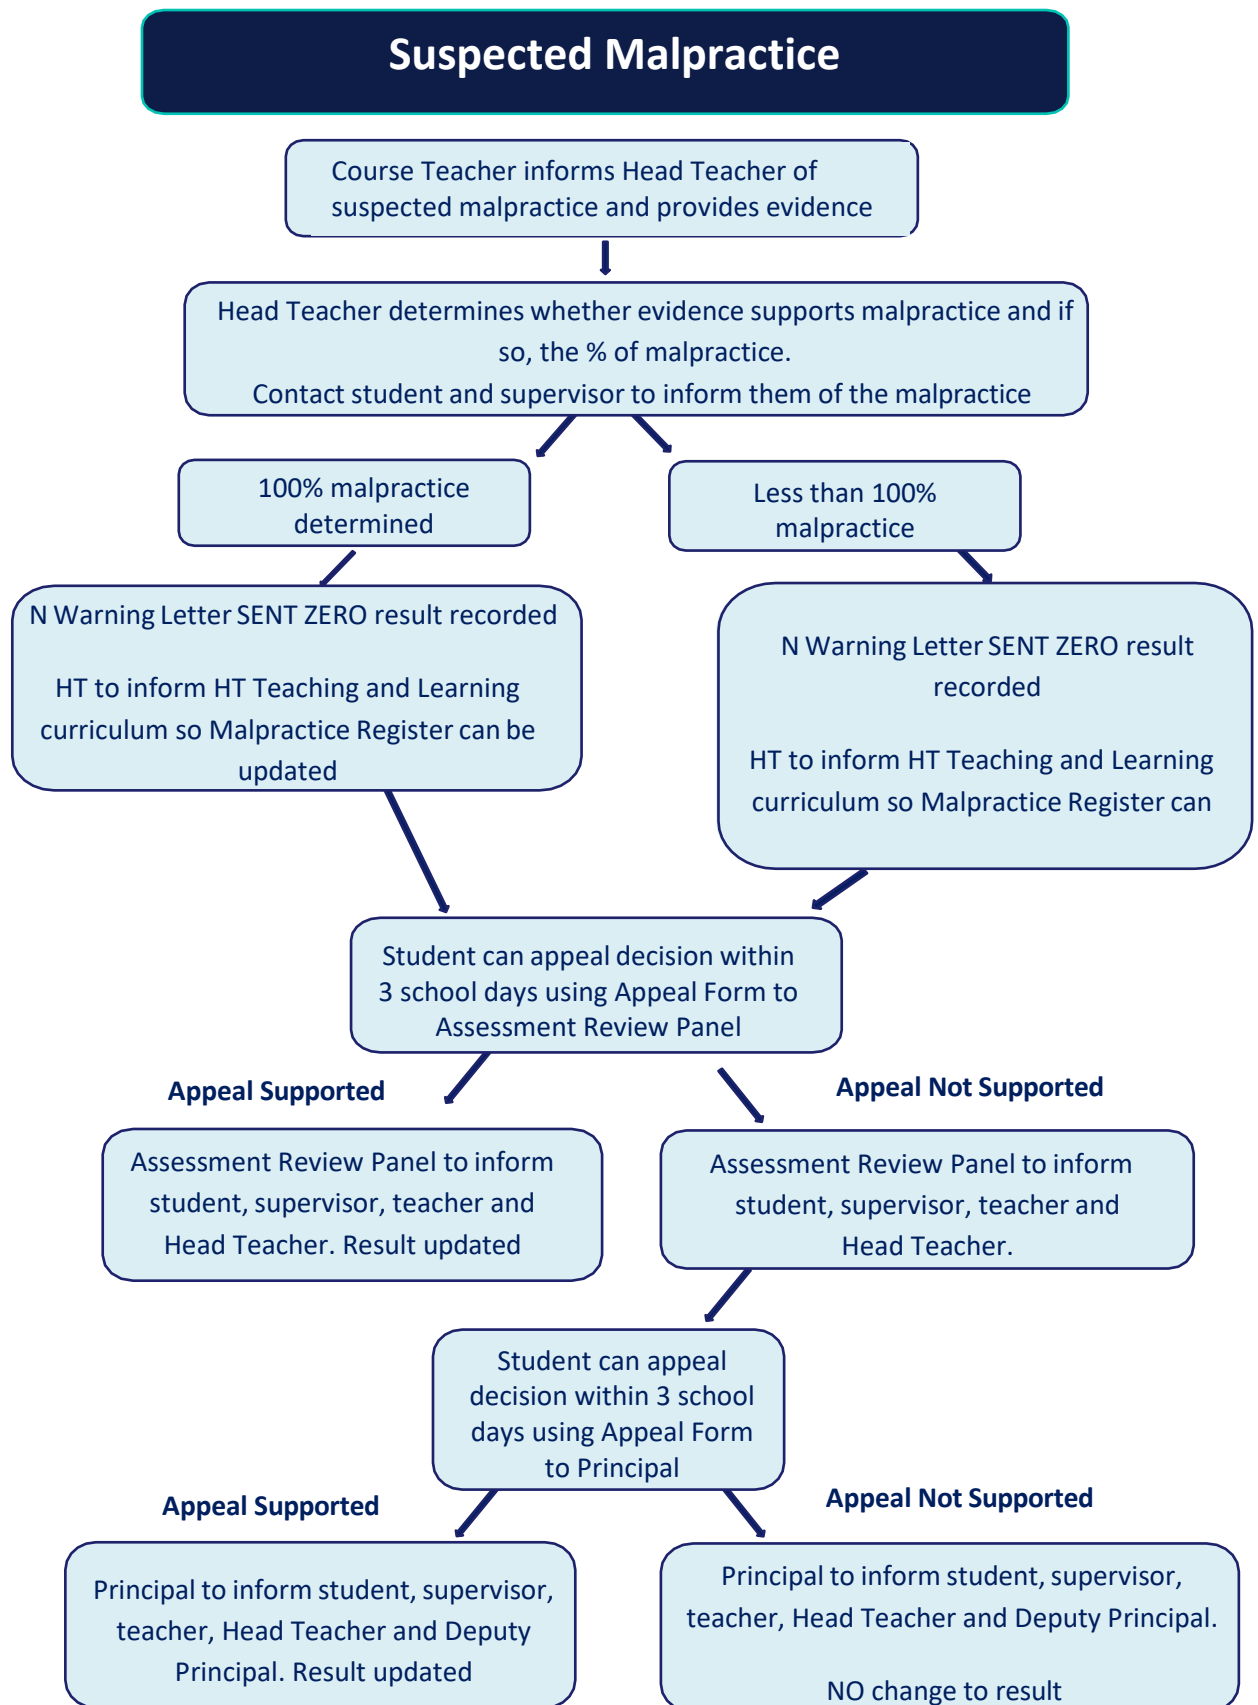 Suspected Malpractice
Course Teacher informs Head Teacher of
suspected malpractice and provides evidence
Head Teacher determines whether evidence supports malpractice and if
so, the % of malpractice.
Contact student and supervisor to inform them of the malpractice
100% malpractice
determined
Less than 100%
malpractice
N Warning Letter SENT ZERO result recorded
HT to inform HT Teaching and Learning
curriculum so Malpractice Register can be
updated
N Warning Letter SENT ZERO result
recorded
HT to inform HT Teaching and Learning
curriculum so Malpractice Register can
Student can appeal decision within
3 school days using Appeal Form to
Assessment Review Panel
Appeal Supported
Appeal Not Supported
Assessment Review Panel to inform
student, supervisor, teacher and
Head Teacher. Result updated
Assessment Review Panel to inform
student, supervisor, teacher and
Head Teacher.
Student can appeal
decision within 3 school
days using Appeal Form
to Principal
Appeal Supported
Appeal Not Supported
Principal to inform student, supervisor,
teacher, Head Teacher and Deputy
Principal. Result updated
Principal to inform student, supervisor,
teacher, Head Teacher and Deputy Principal.
NO change to result